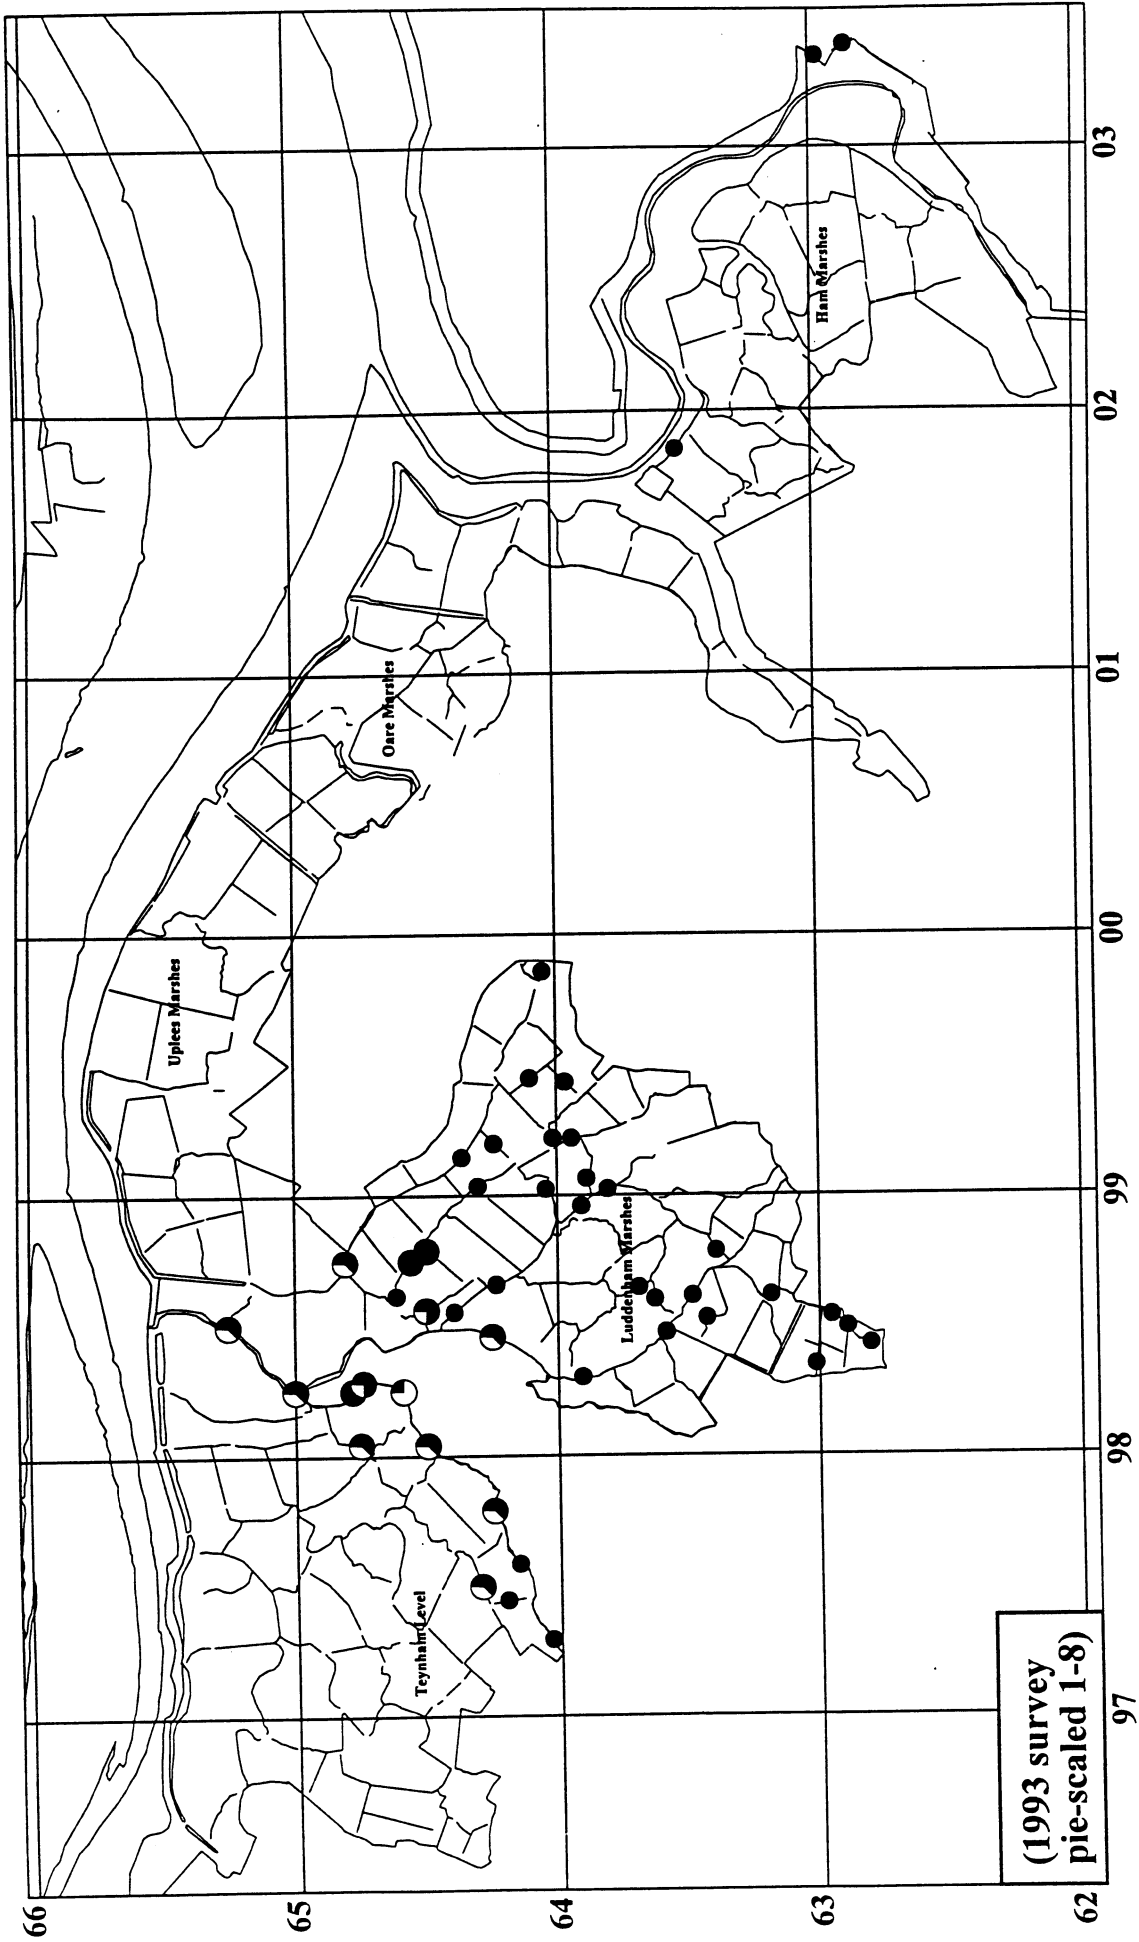 66
65
64
63
62
97
98
99
00
01
02
03
Teynham Level
Luddenham Marshes
Uplees Marshes
Oare Marshes
Ham Marshes
(1993 survey
pie-scaled 1-8)